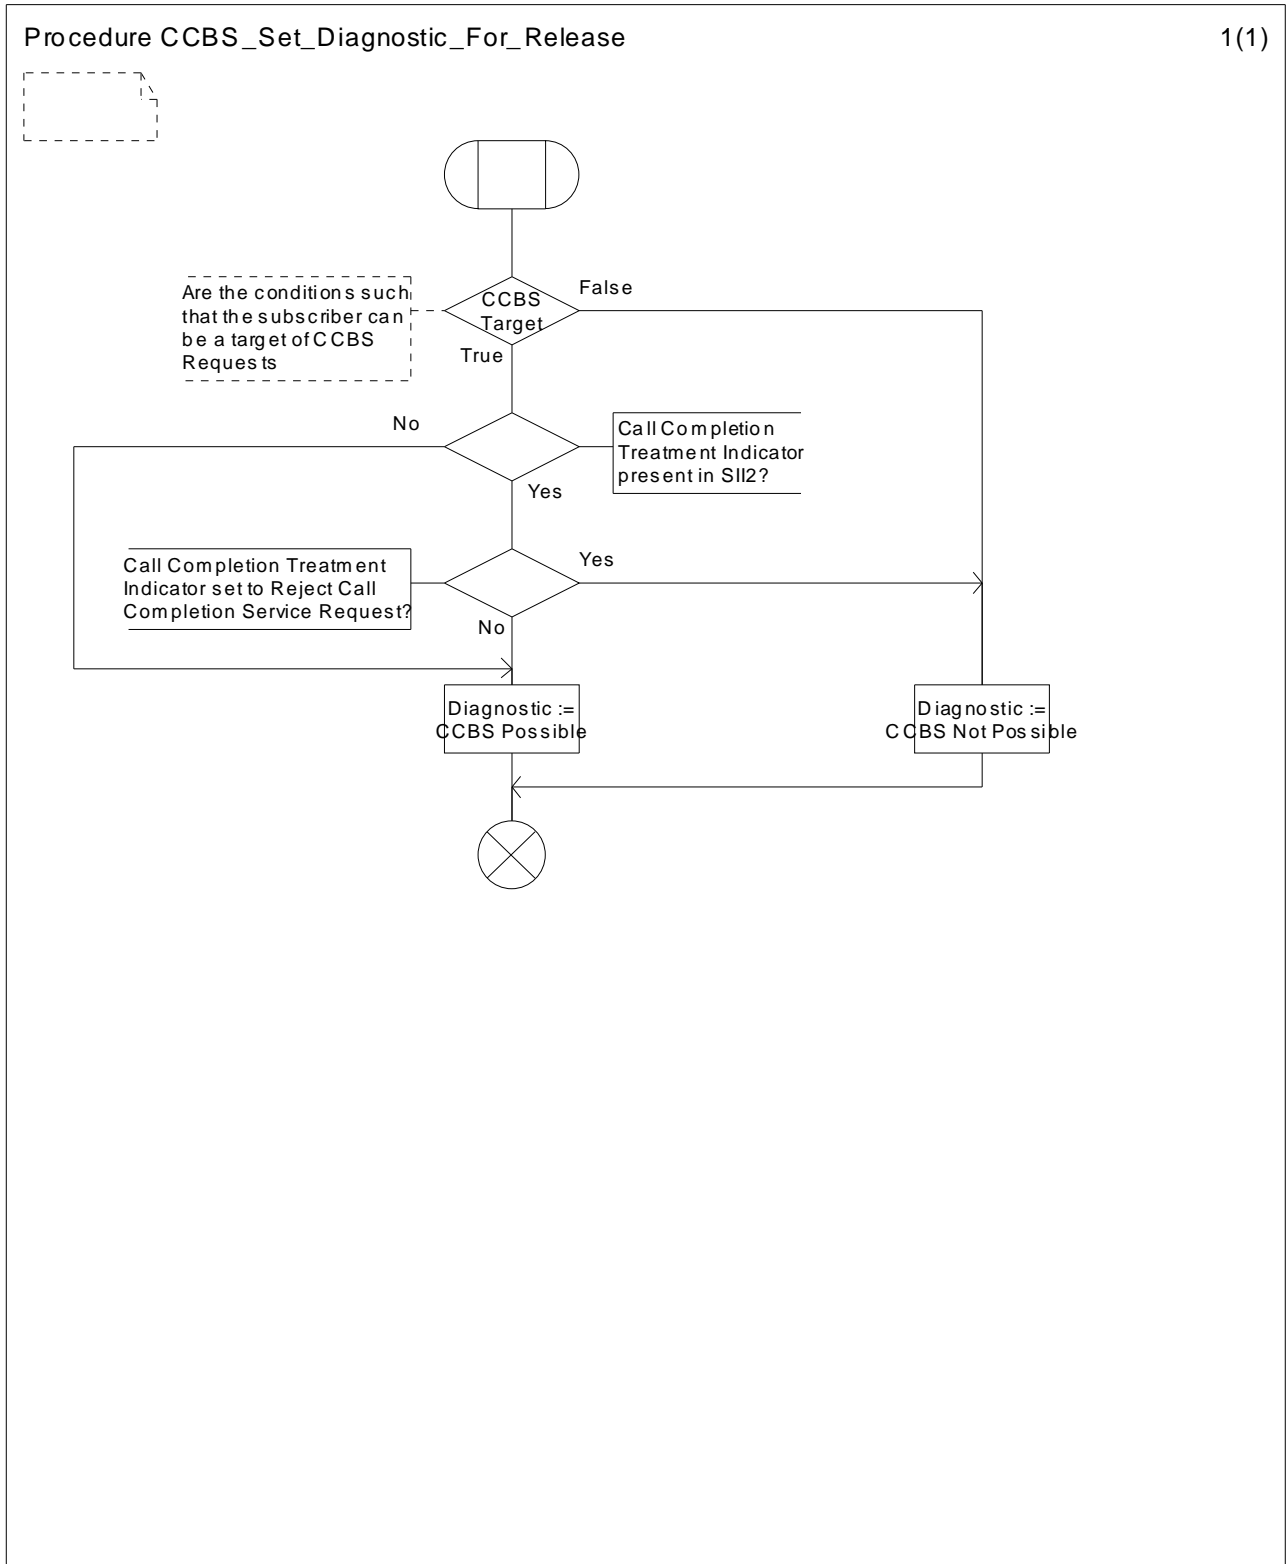 Procedure CCBS_Set_Diagnostic_For_Release
1(1)
Are the conditions such
that the subscriber can
be a target of CCBS
Requests
CCBS
Target
False
True
No
Call Completion
Treatment Indicator
present in SII2?
Yes
Call Completion Treatment
Indicator set to Reject Call
Completion Service Request?
Yes
No
Diagnostic :=
CCBS Possible
Diagnostic :=
CCBS Not Possible